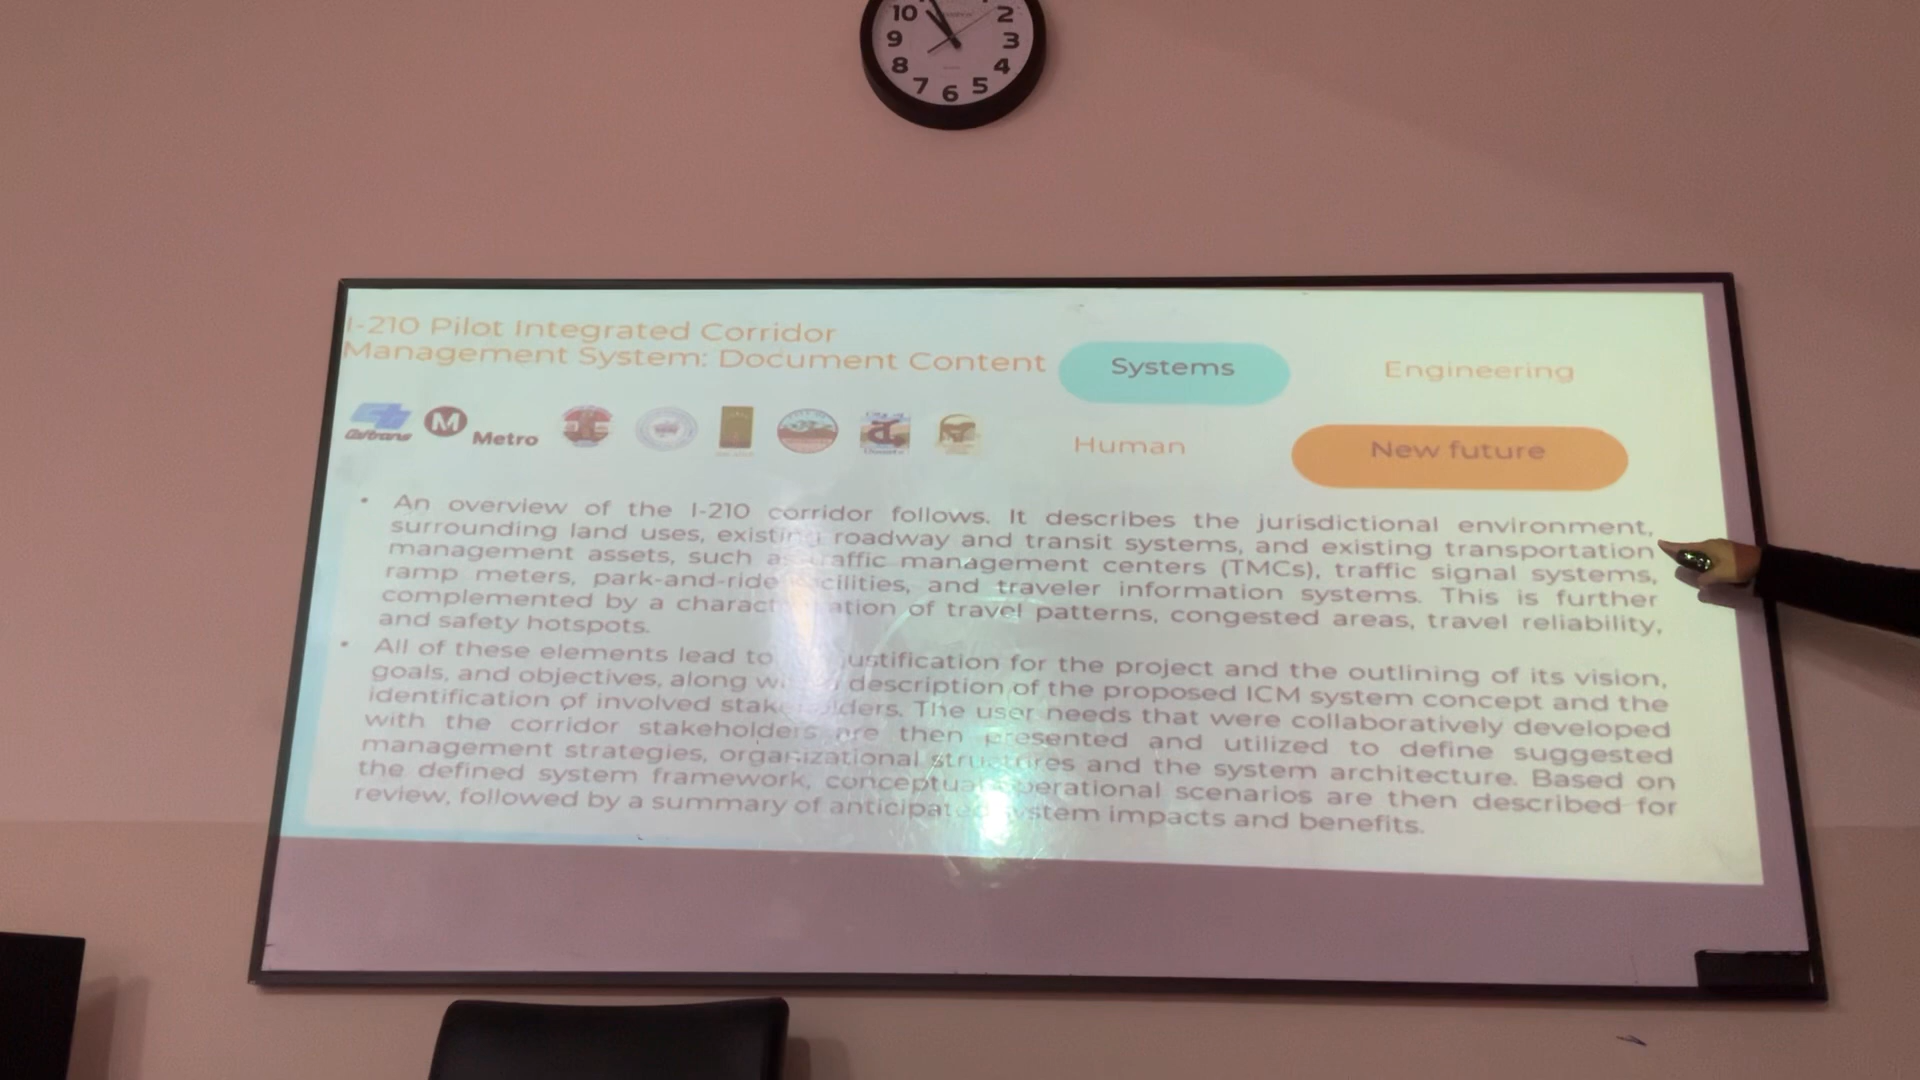 10 2
9 3
8 4
7 6 5
I-210 Pilot Integrated Corridor
Management System: Document Content
Systems
Engineering
Caltrans
M Metro
Human
New future
• An overview of the I-210 corridor follows. It describes the jurisdictional environment,
surrounding land uses, existing roadway and transit systems, and existing transportation
management assets, such as traffic management centers (TMCs), traffic signal systems,
ramp meters, park-and-ride facilities, and traveler information systems. This is further
complemented by a characterization of travel patterns, congested areas, travel reliability,
and safety hotspots.
• All of these elements lead to justification for the project and the outlining of its vision,
goals, and objectives, along description of the proposed ICM system concept and the
identification of involved stakeholders. The user needs that were collaboratively developed
with the corridor stakeholders are then presented and utilized to define suggested
management strategies, organizational structures and the system architecture. Based on
the defined system framework, conceptual operational scenarios are then described for
review, followed by a summary of anticipated system impacts and benefits.